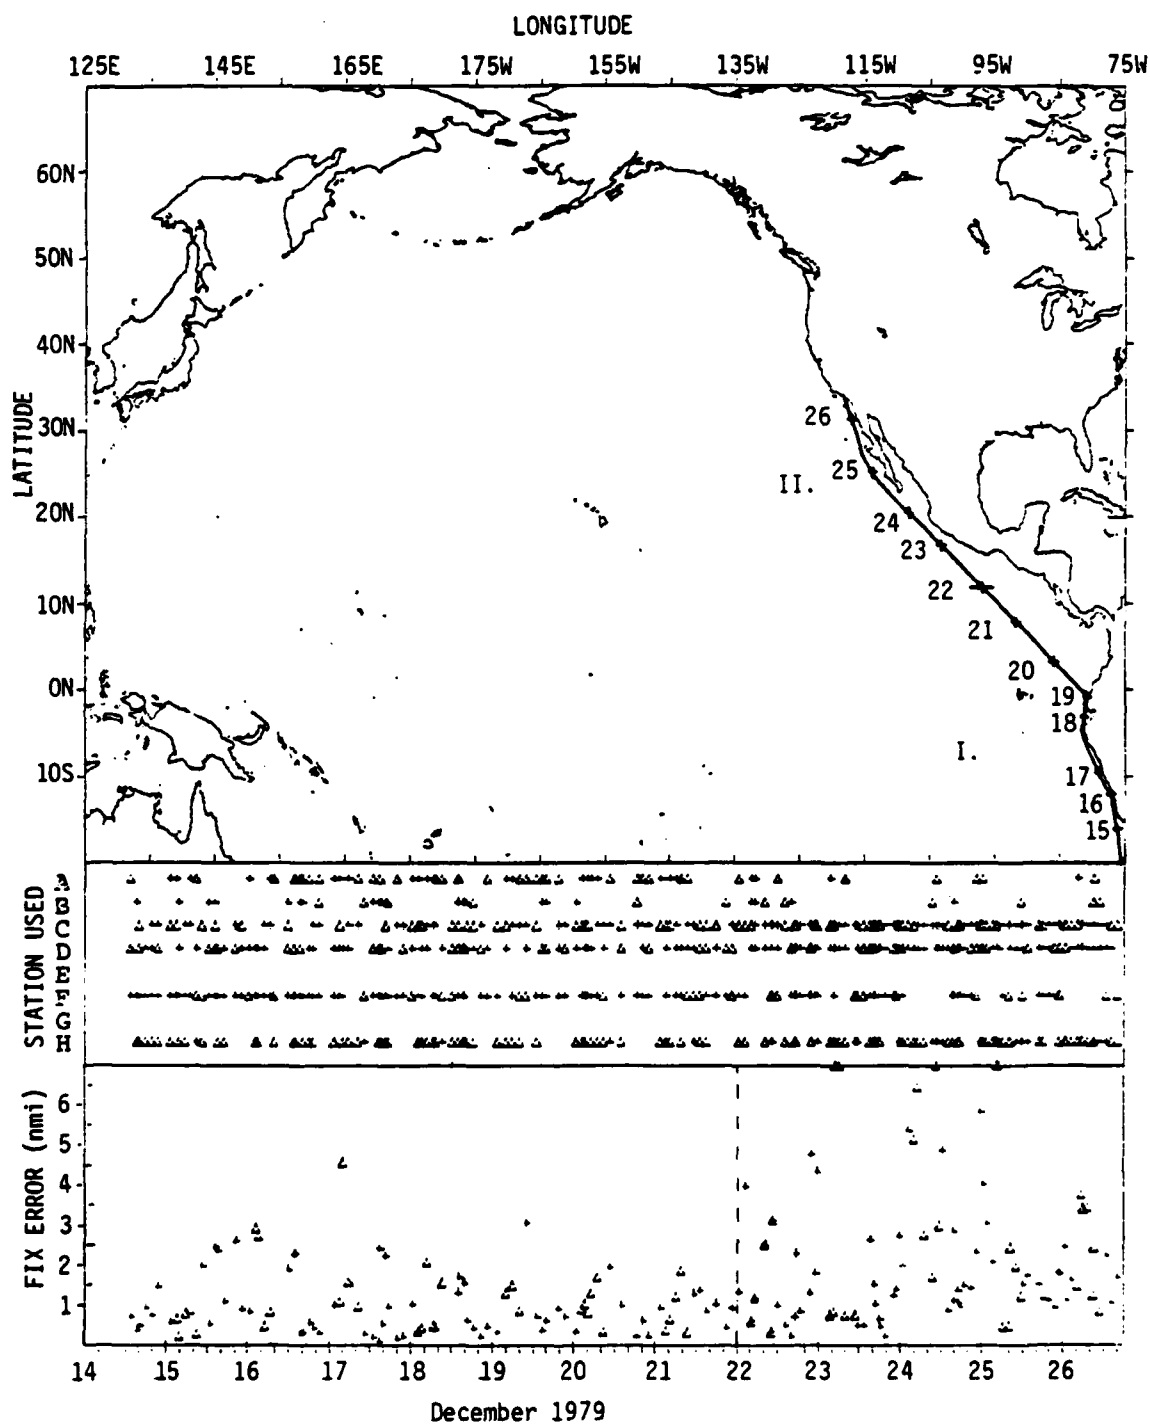 LONGITUDE
125E 145E 165E 175W 155W 135W 115W 95W 75W
LATITUDE
60N
50N
40N
30N
20N
10N
0N
10S
26
25
II.
24
23
22
21
20
19
18
I.
17
16
15
STATION USED
A
B
C
D
E
F
G
H
FIX ERROR (nmi)
6
5
4
3
2
1
14 15 16 17 18 19 20 21 22 23 24 25 26
December 1979